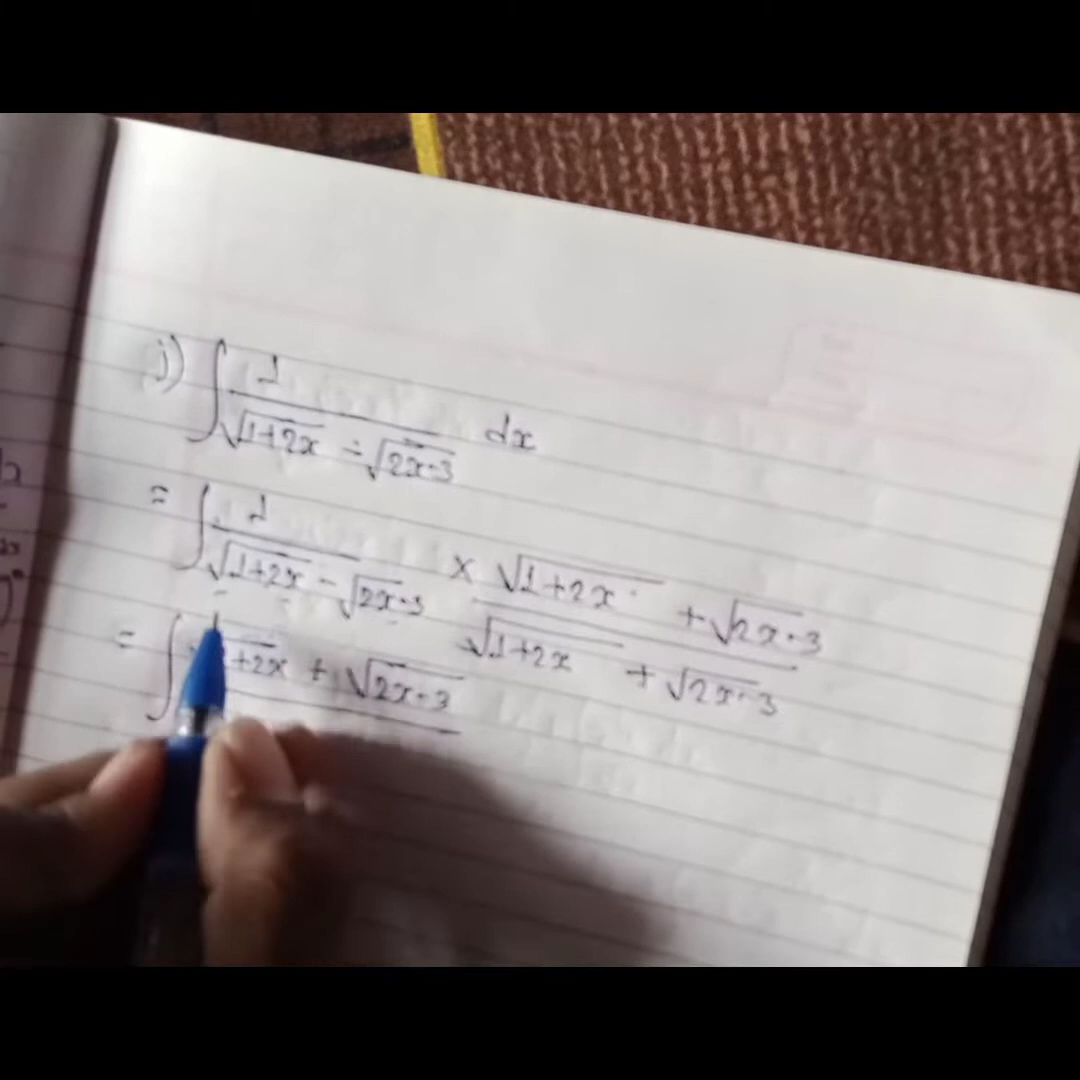 j) ∫ 1 / (√1+2x - √2x-3) dx
= ∫ 1 / (√1+2x - √2x-3) × (√1+2x + √2x-3) / (√1+2x + √2x-3)
= ∫ +2x + √2x-3